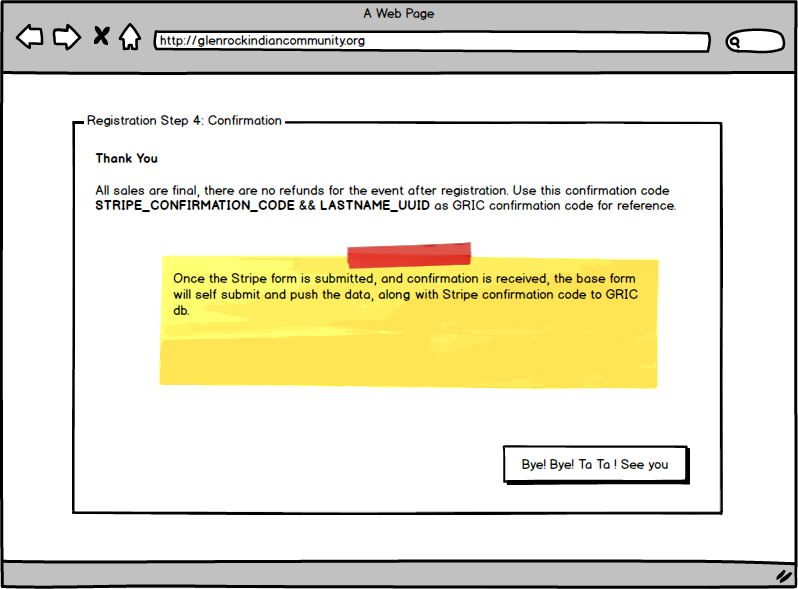 A Web Page
http://glenrockindiancommunity.org
Registration Step 4: Confirmation
Thank You
All sales are final, there are no refunds for the event after registration. Use this confirmation code
STRIPE_CONFIRMATION_CODE && LASTNAME_UUID as GRIC confirmation code for reference.
Once the Stripe form is submitted, and confirmation is received, the base form
will self submit and push the data, along with Stripe confirmation code to GRIC
db.
Bye! Bye! Ta Ta ! See you